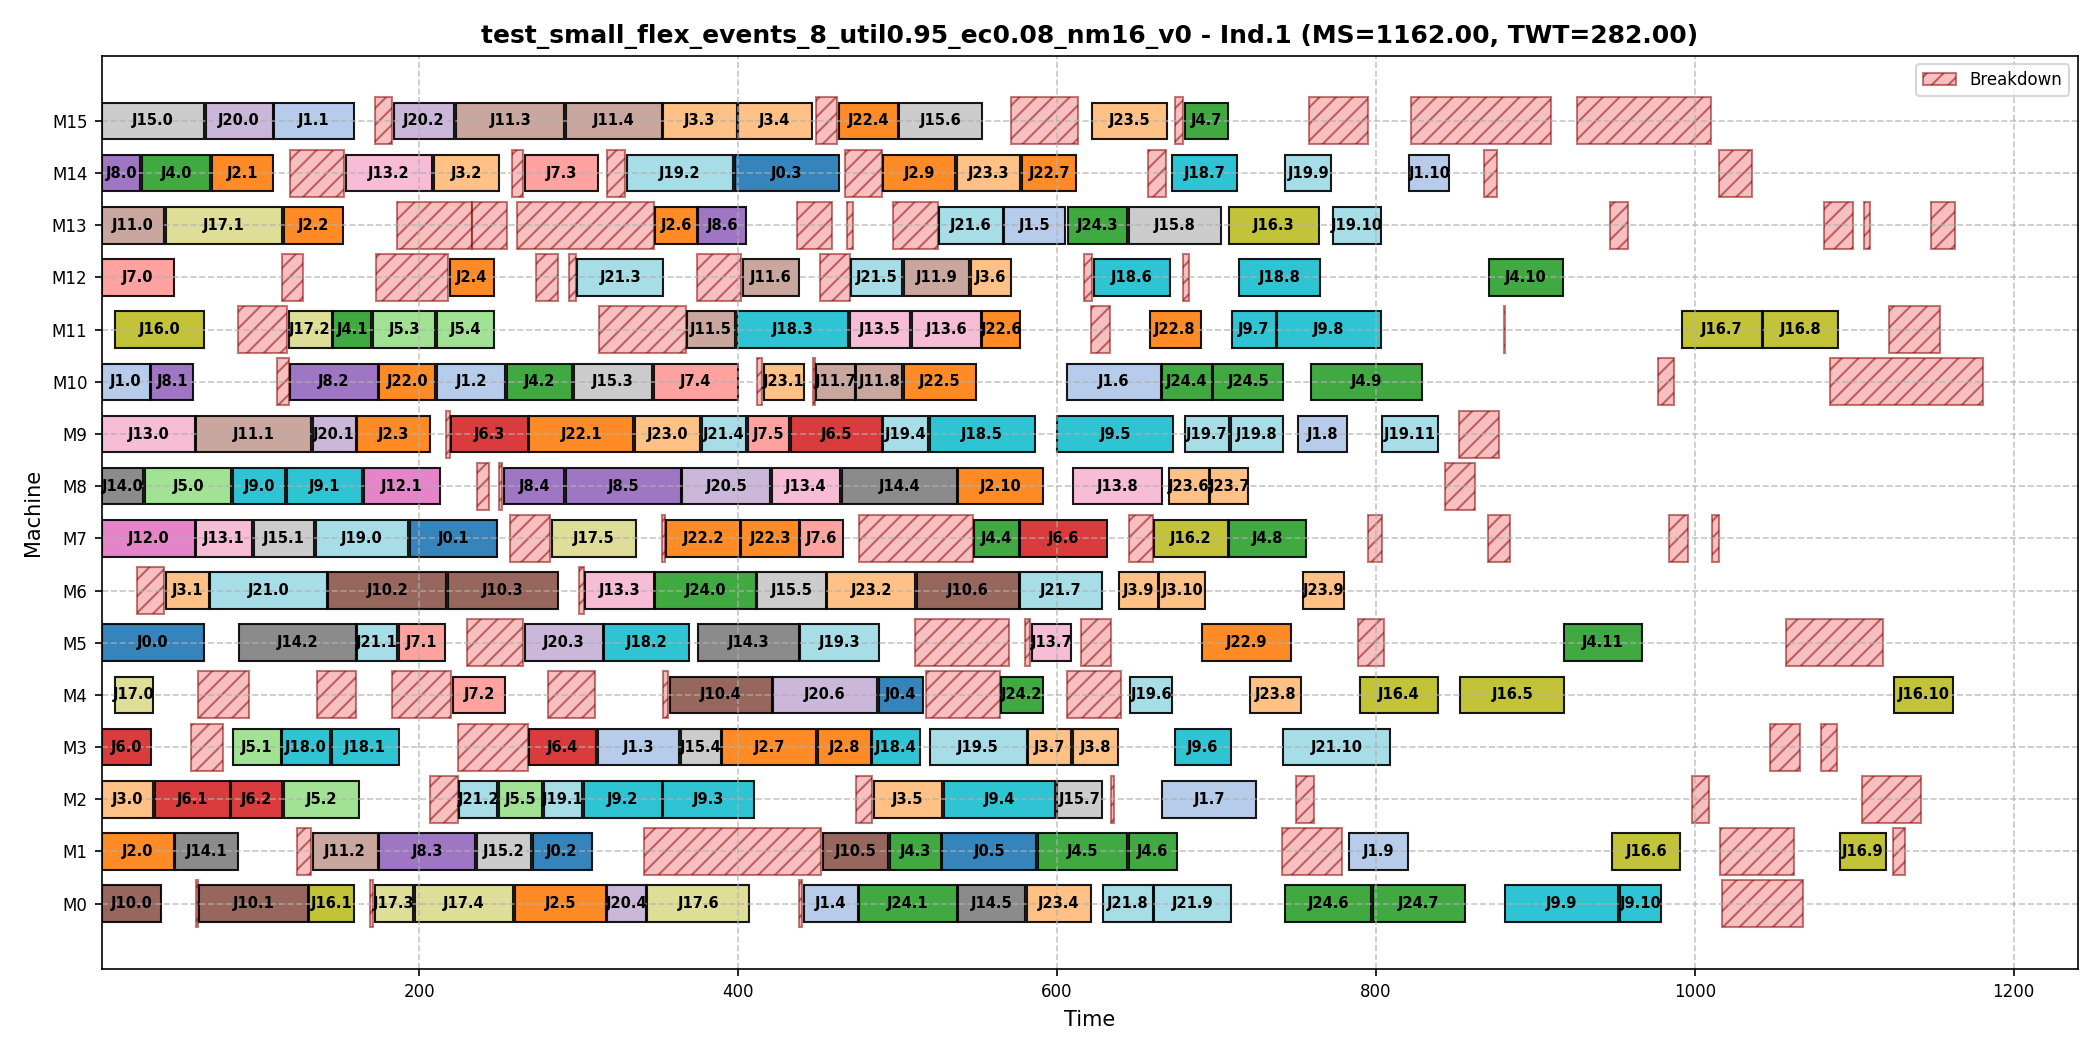 test_small_flex_events_8_util0.95_ec0.08_nm16_v0 - Ind.1 (MS=1162.00, TWT=282.00)
Breakdown
M15 J15.0 J20.0 J1.1 J20.2 J11.3 J11.4 J3.3 J3.4 J22.4 J15.6 J23.5 J4.7
M14 J8.0 J4.0 J2.1 J13.2 J3.2 J7.3 J19.2 J0.3 J2.9 J23.3 J22.7 J18.7 J19.9 J1.10
M13 J11.0 J17.1 J2.2 J2.6 J8.6 J21.6 J1.5 J24.3 J15.8 J16.3 J19.10
M12 J7.0 J2.4 J21.3 J11.6 J21.5 J11.9 J3.6 J18.6 J18.8 J4.10
M11 J16.0 J17.2 J4.1 J5.3 J5.4 J11.5 J18.3 J13.5 J13.6 J22.6 J22.8 J9.7 J9.8 J16.7 J16.8
M10 J1.0 J8.1 J8.2 J22.0 J1.2 J4.2 J15.3 J7.4 J23.1 J11.7 J11.8 J22.5 J1.6 J24.4 J24.5 J4.9
M9 J13.0 J11.1 J20.1 J2.3 J6.3 J22.1 J23.0 J21.4 J7.5 J6.5 J19.4 J18.5 J9.5 J19.7 J19.8 J1.8 J19.11
M8 J14.0 J5.0 J9.0 J9.1 J12.1 J8.4 J8.5 J20.5 J13.4 J14.4 J2.10 J13.8 J23.6 J23.7
M7 J12.0 J13.1 J15.1 J19.0 J0.1 J17.5 J22.2 J22.3 J7.6 J4.4 J6.6 J16.2 J4.8
M6 J3.1 J21.0 J10.2 J10.3 J13.3 J24.0 J15.5 J23.2 J10.6 J21.7 J3.9 J3.10 J23.9
M5 J0.0 J14.2 J21.1 J7.1 J20.3 J18.2 J14.3 J19.3 J13.7 J22.9 J4.11
M4 J17.0 J7.2 J10.4 J20.6 J0.4 J24.2 J19.6 J23.8 J16.4 J16.5 J16.10
M3 J6.0 J5.1 J18.0 J18.1 J6.4 J1.3 J15.4 J2.7 J2.8 J18.4 J19.5 J3.7 J3.8 J9.6 J21.10
M2 J3.0 J6.1 J6.2 J5.2 J21.2 J5.5 J19.1 J9.2 J9.3 J3.5 J9.4 J15.7 J1.7
M1 J2.0 J14.1 J11.2 J8.3 J15.2 J0.2 J10.5 J4.3 J0.5 J4.5 J4.6 J1.9 J16.6 J16.9
M0 J10.0 J10.1 J16.1 J17.3 J17.4 J2.5 J20.4 J17.6 J1.4 J24.1 J14.5 J23.4 J21.8 J21.9 J24.6 J24.7 J9.9 J9.10
Machine
200 400 600 800 1000 1200
Time